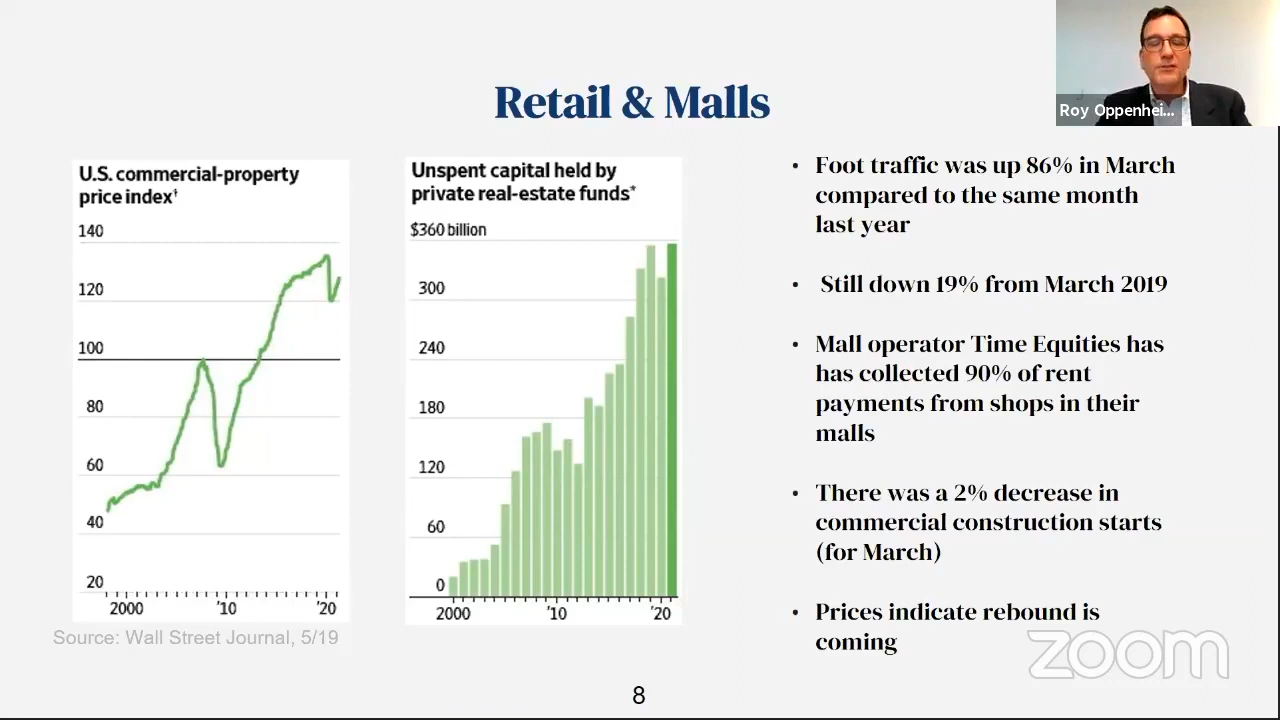 Roy Oppenhei...
Retail & Malls
U.S. commercial-property
price index†
140
120
100
80
60
40
20
2000 '10 '20
Unspent capital held by
private real-estate funds*
$360 billion
300
240
180
120
60
0
2000 '10 '20
Source: Wall Street Journal, 5/19
• Foot traffic was up 86% in March
compared to the same month
last year
• Still down 19% from March 2019
• Mall operator Time Equities has
has collected 90% of rent
payments from shops in their
malls
• There was a 2% decrease in
commercial construction starts
(for March)
• Prices indicate rebound is
coming
zoom
8